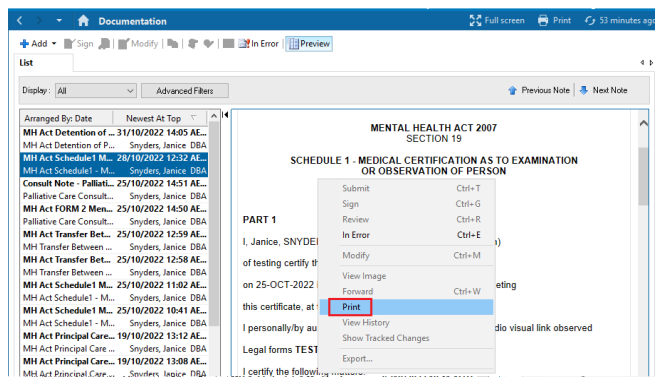 Documentation
Full screen Print 53 minutes ago
Add Sign Modify In Error Preview
List
Display: All Advanced Filters Previous Note Next Note
Arranged By: Date Newest At Top
MH Act Detention of ... 31/10/2022 14:05 AE...
MH Act Detention of P... Snyders, Janice DBA
MH Act Schedule1 M... 28/10/2022 12:32 AE...
MH Act Schedule1 - M... Snyders, Janice DBA
Consult Note - Palliati... 25/10/2022 14:51 AE...
Palliative Care Consult... Snyders, Janice DBA
MH Act FORM 2 Men... 25/10/2022 14:50 AE...
Palliative Care Consult... Snyders, Janice DBA
MH Act Transfer Bet... 25/10/2022 12:59 AE...
MH Transfer Between ... Snyders, Janice DBA
MH Act Transfer Bet... 25/10/2022 12:58 AE...
MH Transfer Between ... Snyders, Janice DBA
MH Act Schedule1 M... 25/10/2022 11:02 AE...
MH Act Schedule1 - M... Snyders, Janice DBA
MH Act Schedule1 M... 25/10/2022 10:41 AE...
MH Act Schedule1 - M... Snyders, Janice DBA
MH Act Principal Care... 19/10/2022 13:12 AE...
MH Act Principal Care ... Snyders, Janice DBA
MH Act Principal Care... 19/10/2022 13:08 AE...
MH Act Principal Care... Snyders, Janice DBA
MENTAL HEALTH ACT 2007
SECTION 19
SCHEDULE 1 - MEDICAL CERTIFICATION AS TO EXAMINATION
OR OBSERVATION OF PERSON
PART 1
I, Janice, SNYDE
of testing certify th
on 25-OCT-2022 eting
this certificate, at
I personally/by au dio visual link observed
Legal forms TEST
I certify the following matters.
Submit Ctrl+T
Sign Ctrl+G
Review Ctrl+R
In Error Ctrl+E
Modify Ctrl+M
View Image
Forward Ctrl+W
Print
View History
Show Tracked Changes
Export...